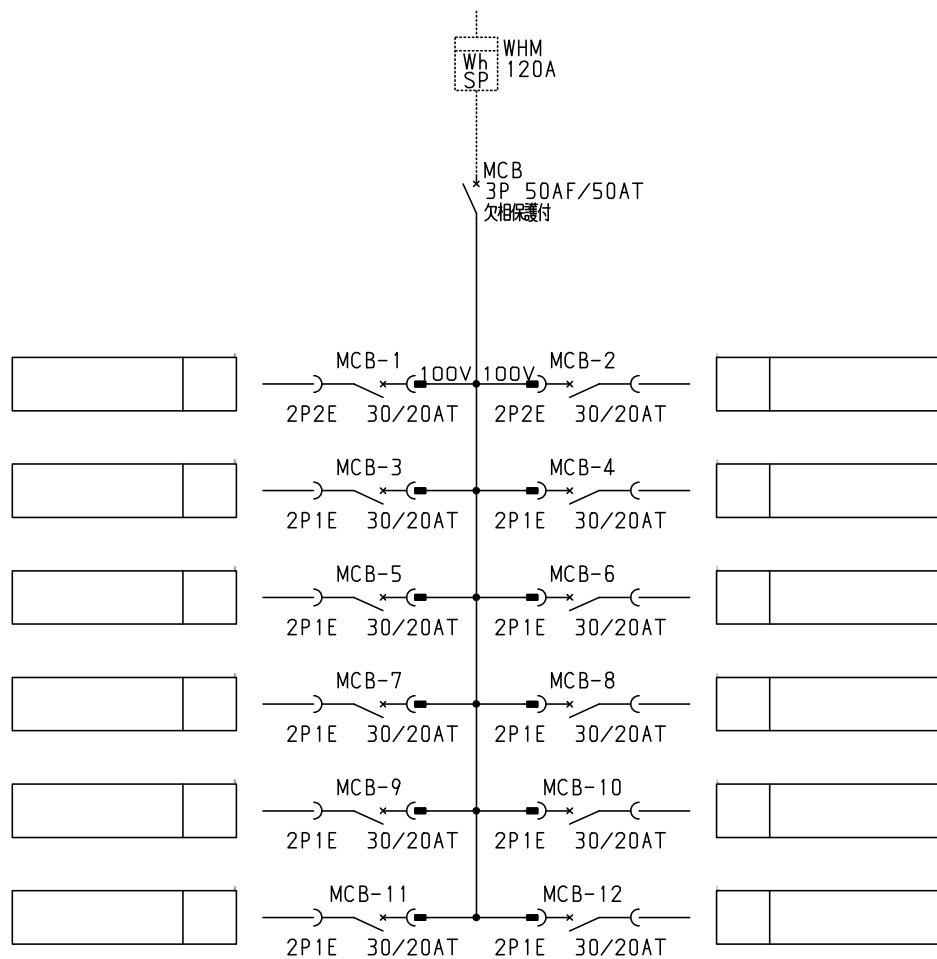 WHM
Wh
120A
SP
MCB
3P 50AF/50AT
欠相保護付
MCB-1 MCB-2
100V 100V
2P2E 30/20AT 2P2E 30/20AT
MCB-3 MCB-4
2P1E 30/20AT 2P1E 30/20AT
MCB-5 MCB-6
2P1E 30/20AT 2P1E 30/20AT
MCB-7 MCB-8
2P1E 30/20AT 2P1E 30/20AT
MCB-9 MCB-10
2P1E 30/20AT 2P1E 30/20AT
MCB-11 MCB-12
2P1E 30/20AT 2P1E 30/20AT